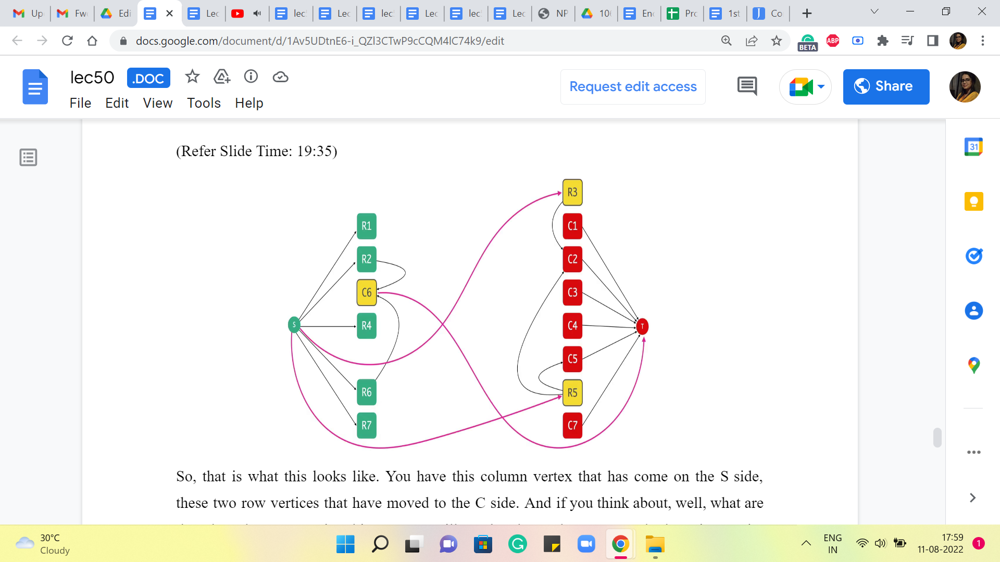 Up
Fw
Edi
Lec
lec
Lec
lec
Lec
lec
Lec
NP
10
En
Pr
1st
Co
docs.google.com/document/d/1Av5UDtnE6-i_QZl3CTwP9cCQM4lC74k9/edit
BETA
ABP
lec50
.DOC
Request edit access
Share
File Edit View Tools Help
31
(Refer Slide Time: 19:35)
R3
R1
C1
R2
C2
C6
C3
S
R4
C4
T
C5
R6
R5
R7
C7
So, that is what this looks like. You have this column vertex that has come on the S side,
these two row vertices that have moved to the C side. And if you think about, well, what are
30°C
Cloudy
ENG
IN
17:59
11-08-2022
1